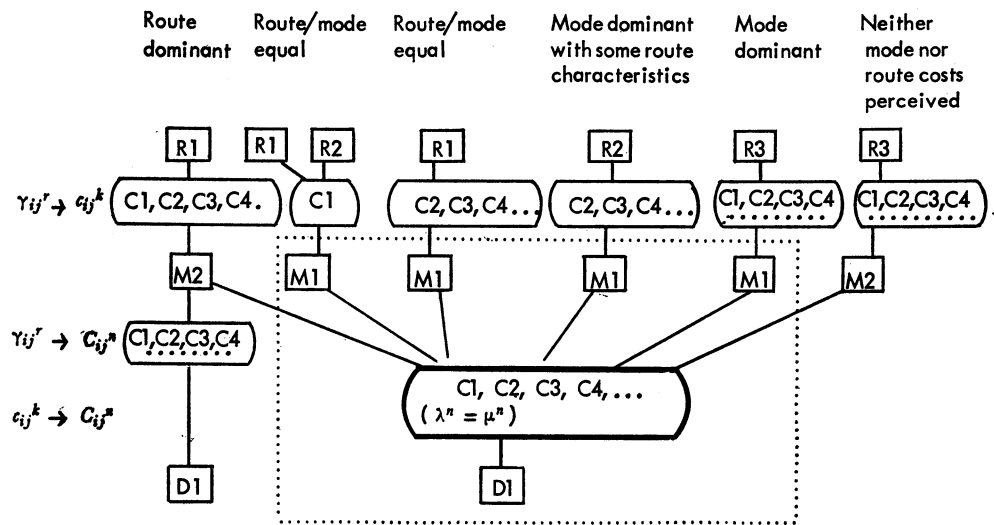 Route dominant
Route/mode equal
Route/mode equal
Mode dominant with some route characteristics
Mode dominant
Neither mode nor route costs perceived
R1 R1 R2 R1 R2 R3 R3
γij^r → cij^k C1, C2, C3, C4. C1 C2, C3, C4... C2, C3, C4... C1, C2, C3, C4 ......... C1, C2, C3, C4 .........
M2 M1 M1 M1 M1 M2
γij^r → Cij^n C1, C2, C3, C4 ........
cij^k → Cij^n C1, C2, C3, C4, ...
(λ^n = μ^n)
D1 D1